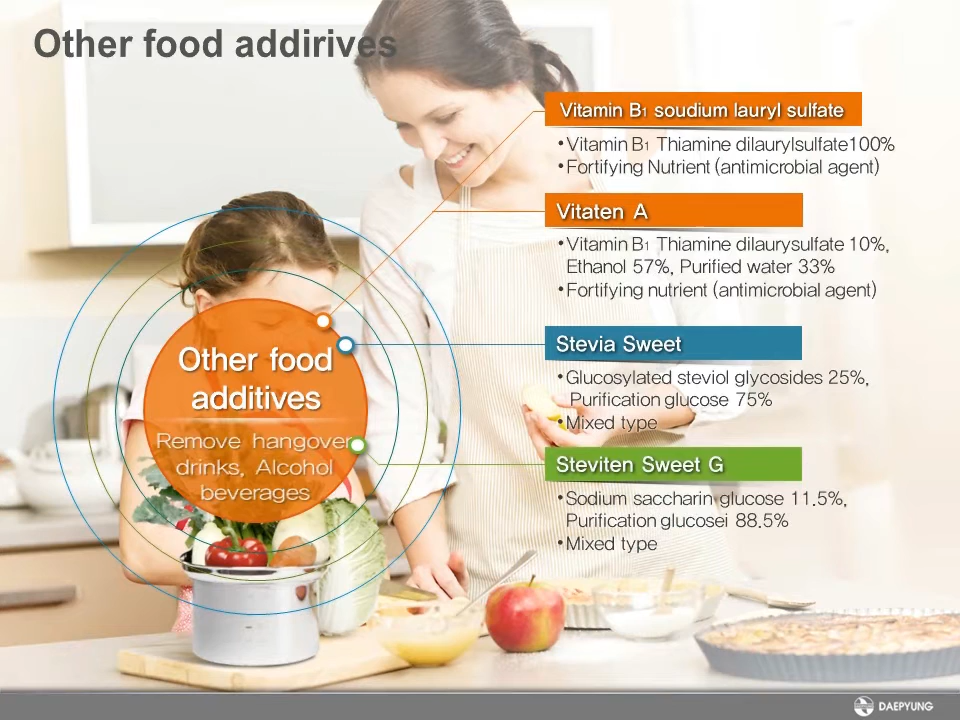 Other food addirives
Vitamin B1 soudium lauryl sulfate
•Vitamin B1 Thiamine dilaurylsulfate100%
•Fortifying Nutrient (antimicrobial agent)
Vitaten A
•Vitamin B1 Thiamine dilaurysulfate 10%,
Ethanol 57%, Purified water 33%
•Fortifying nutrient (antimicrobial agent)
Other food
additives
Remove hangover
drinks, Alcohol
beverages
Stevia Sweet
•Glucosylated steviol glycosides 25%,
Purification glucose 75%
•Mixed type
Steviten Sweet G
•Sodium saccharin glucose 11.5%,
Purification glucosei 88.5%
•Mixed type
DAEPYUNG